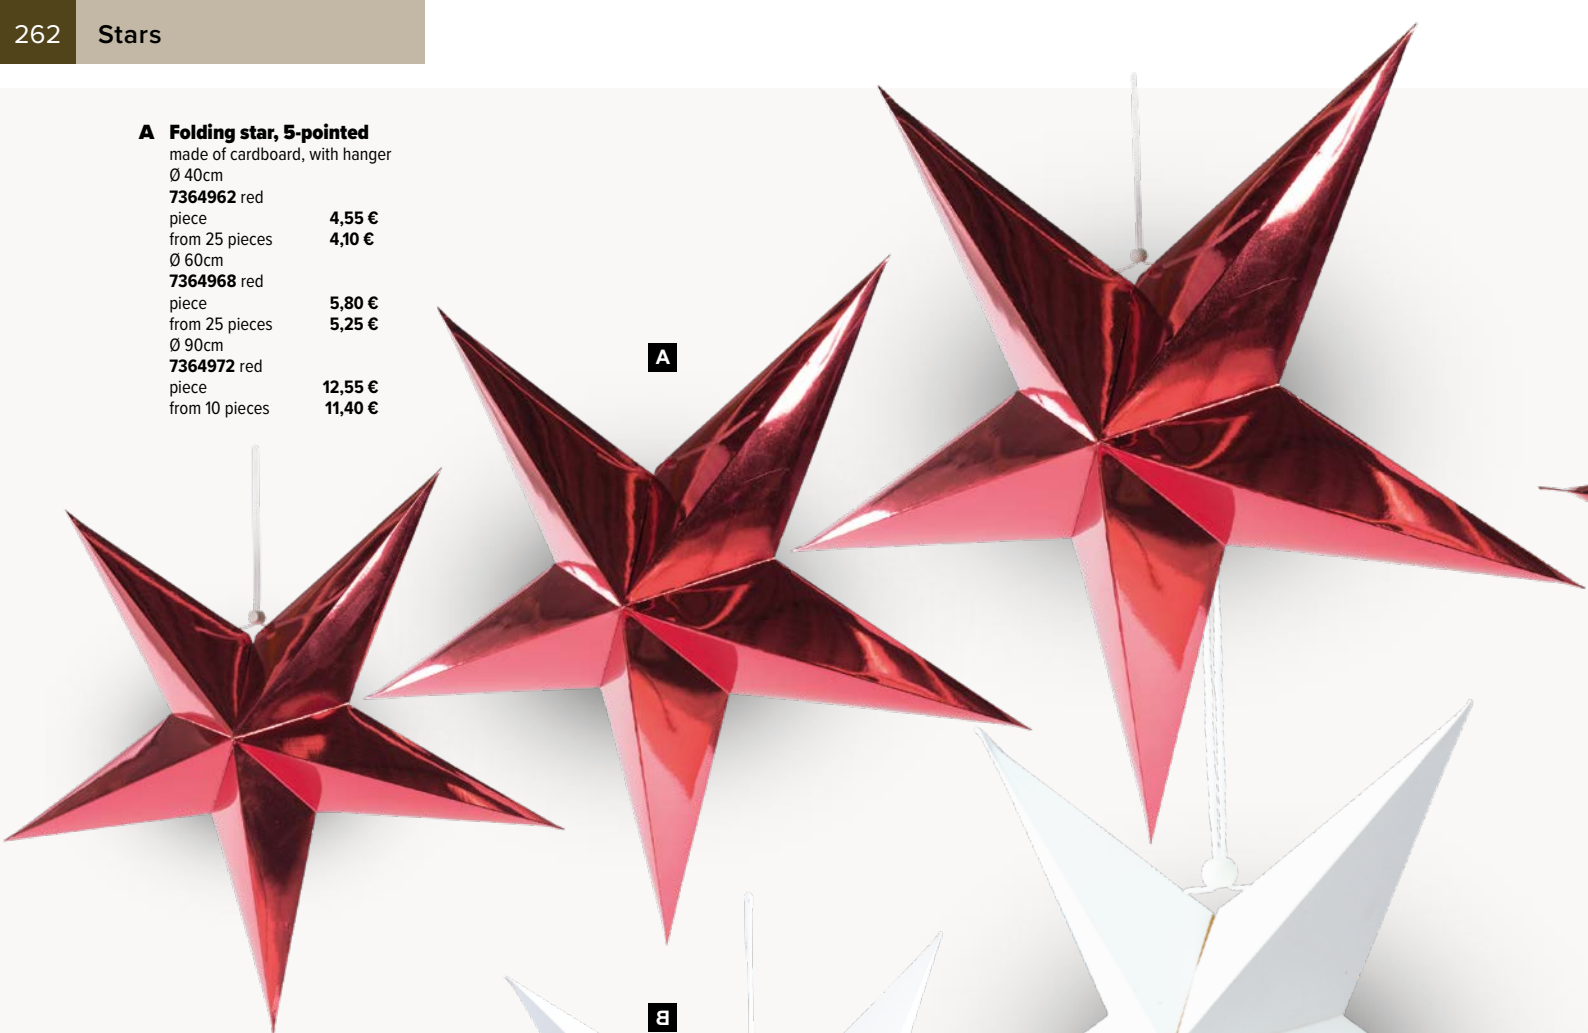 262 Stars
A Folding star, 5-pointed
made of cardboard, with hanger
Ø 40cm
7364962 red
piece 4,55 €
from 25 pieces 4,10 €
Ø 60cm
7364968 red
piece 5,80 €
from 25 pieces 5,25 €
Ø 90cm
7364972 red
piece 12,55 €
from 10 pieces 11,40 €
A
B